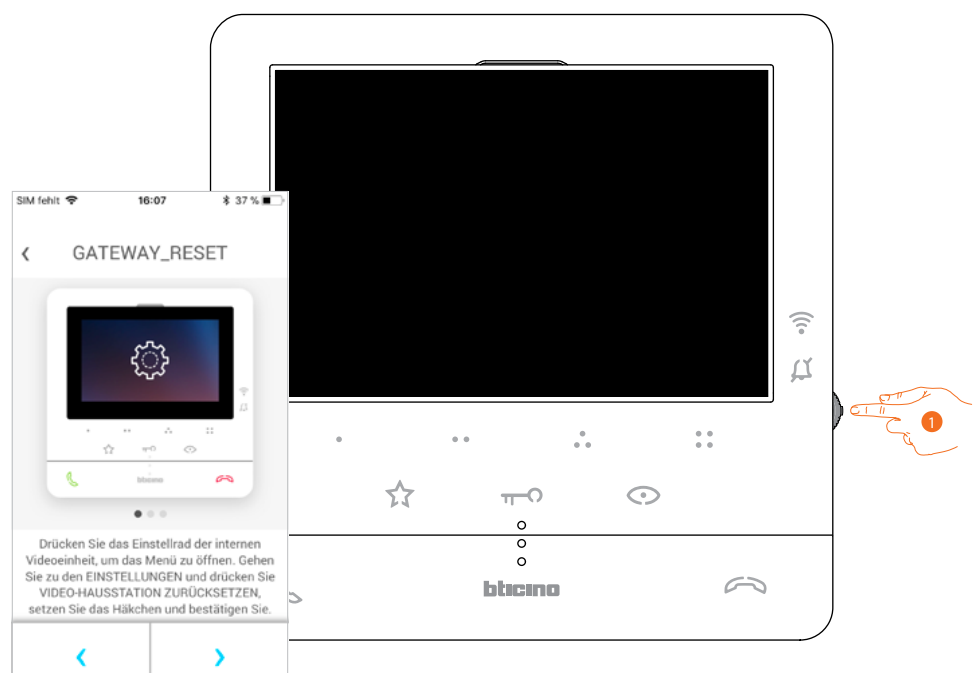 SIM fehlt 16:07 37 %
GATEWAY_RESET
bticino
Drücken Sie das Einstellrad der internen
Videoeinheit, um das Menü zu öffnen. Gehen
Sie zu den EINSTELLUNGEN und drücken Sie
VIDEO-HAUSSTATION ZURÜCKSETZEN,
setzen Sie das Häkchen und bestätigen Sie.
bticino
1